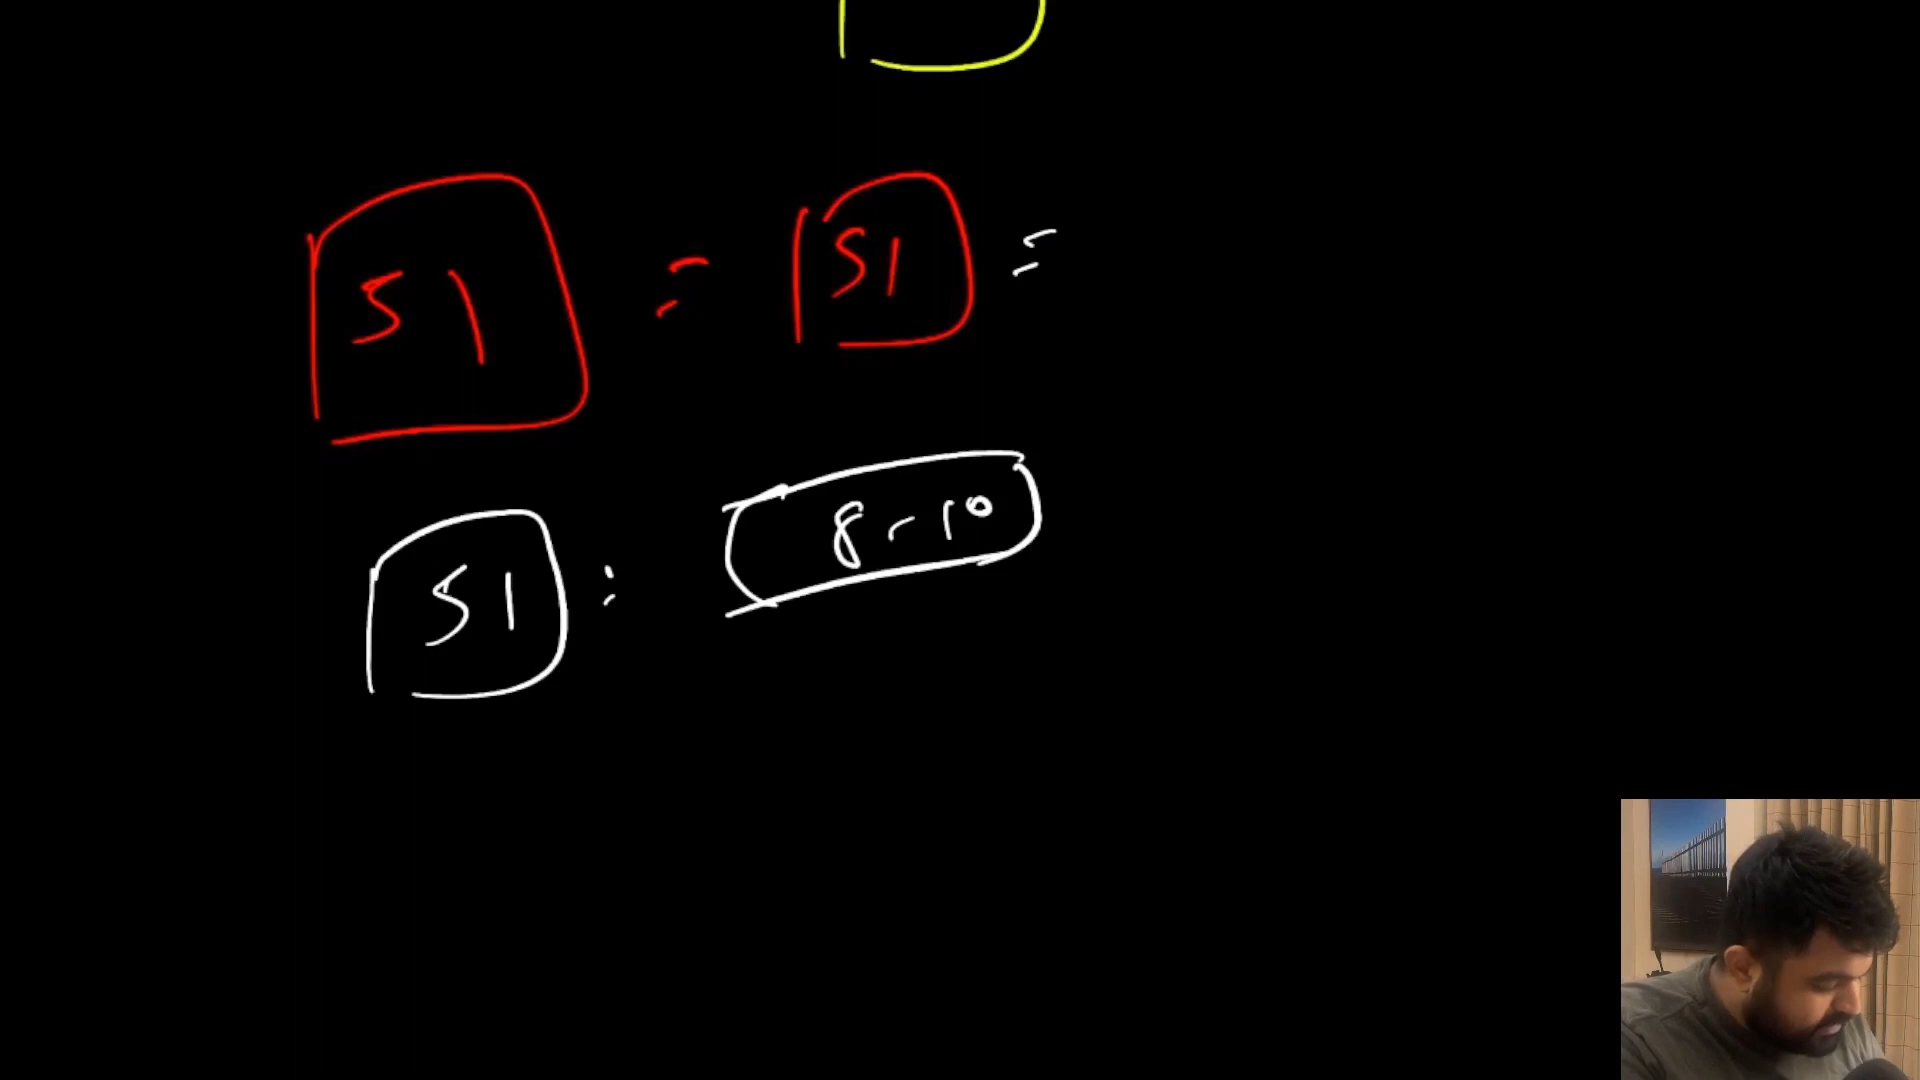 S1 = S1 =
S1 : 8-10